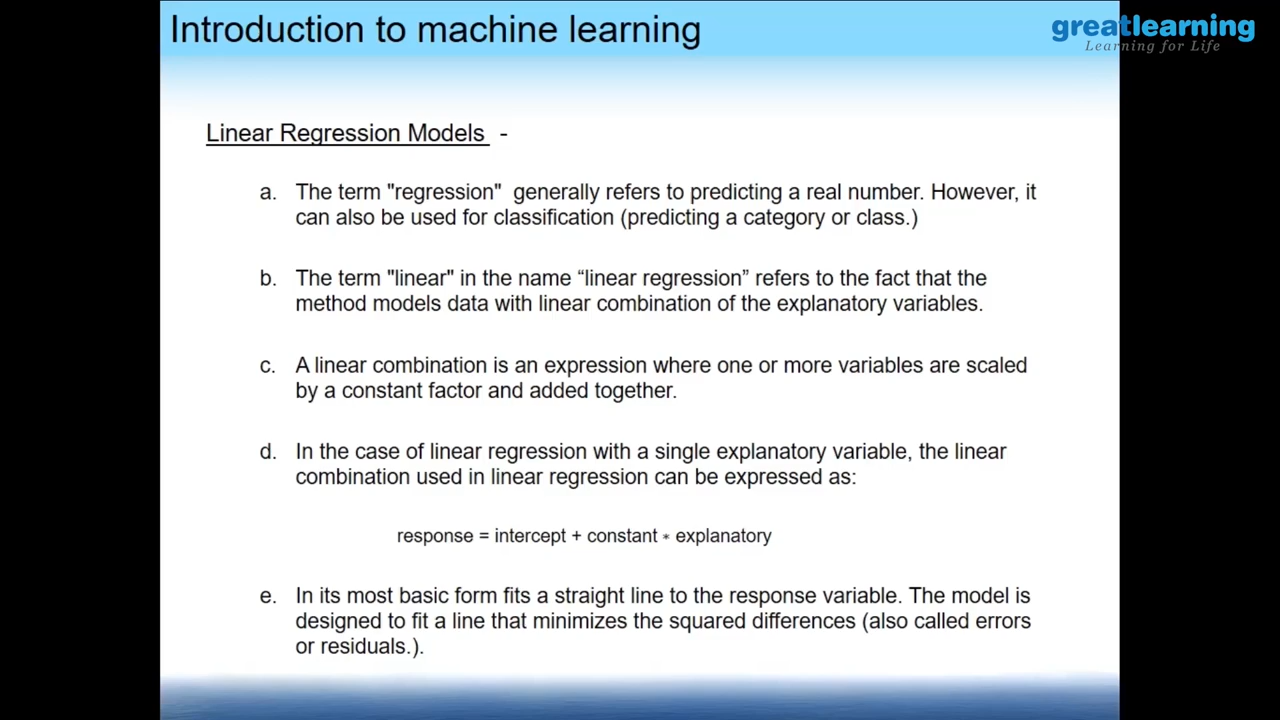 Introduction to machine learning
greatlearning
Learning for Life
Linear Regression Models -
a. The term "regression" generally refers to predicting a real number. However, it
can also be used for classification (predicting a category or class.)
b. The term "linear" in the name “linear regression” refers to the fact that the
method models data with linear combination of the explanatory variables.
c. A linear combination is an expression where one or more variables are scaled
by a constant factor and added together.
d. In the case of linear regression with a single explanatory variable, the linear
combination used in linear regression can be expressed as:
response = intercept + constant ∗ explanatory
e. In its most basic form fits a straight line to the response variable. The model is
designed to fit a line that minimizes the squared differences (also called errors
or residuals.).